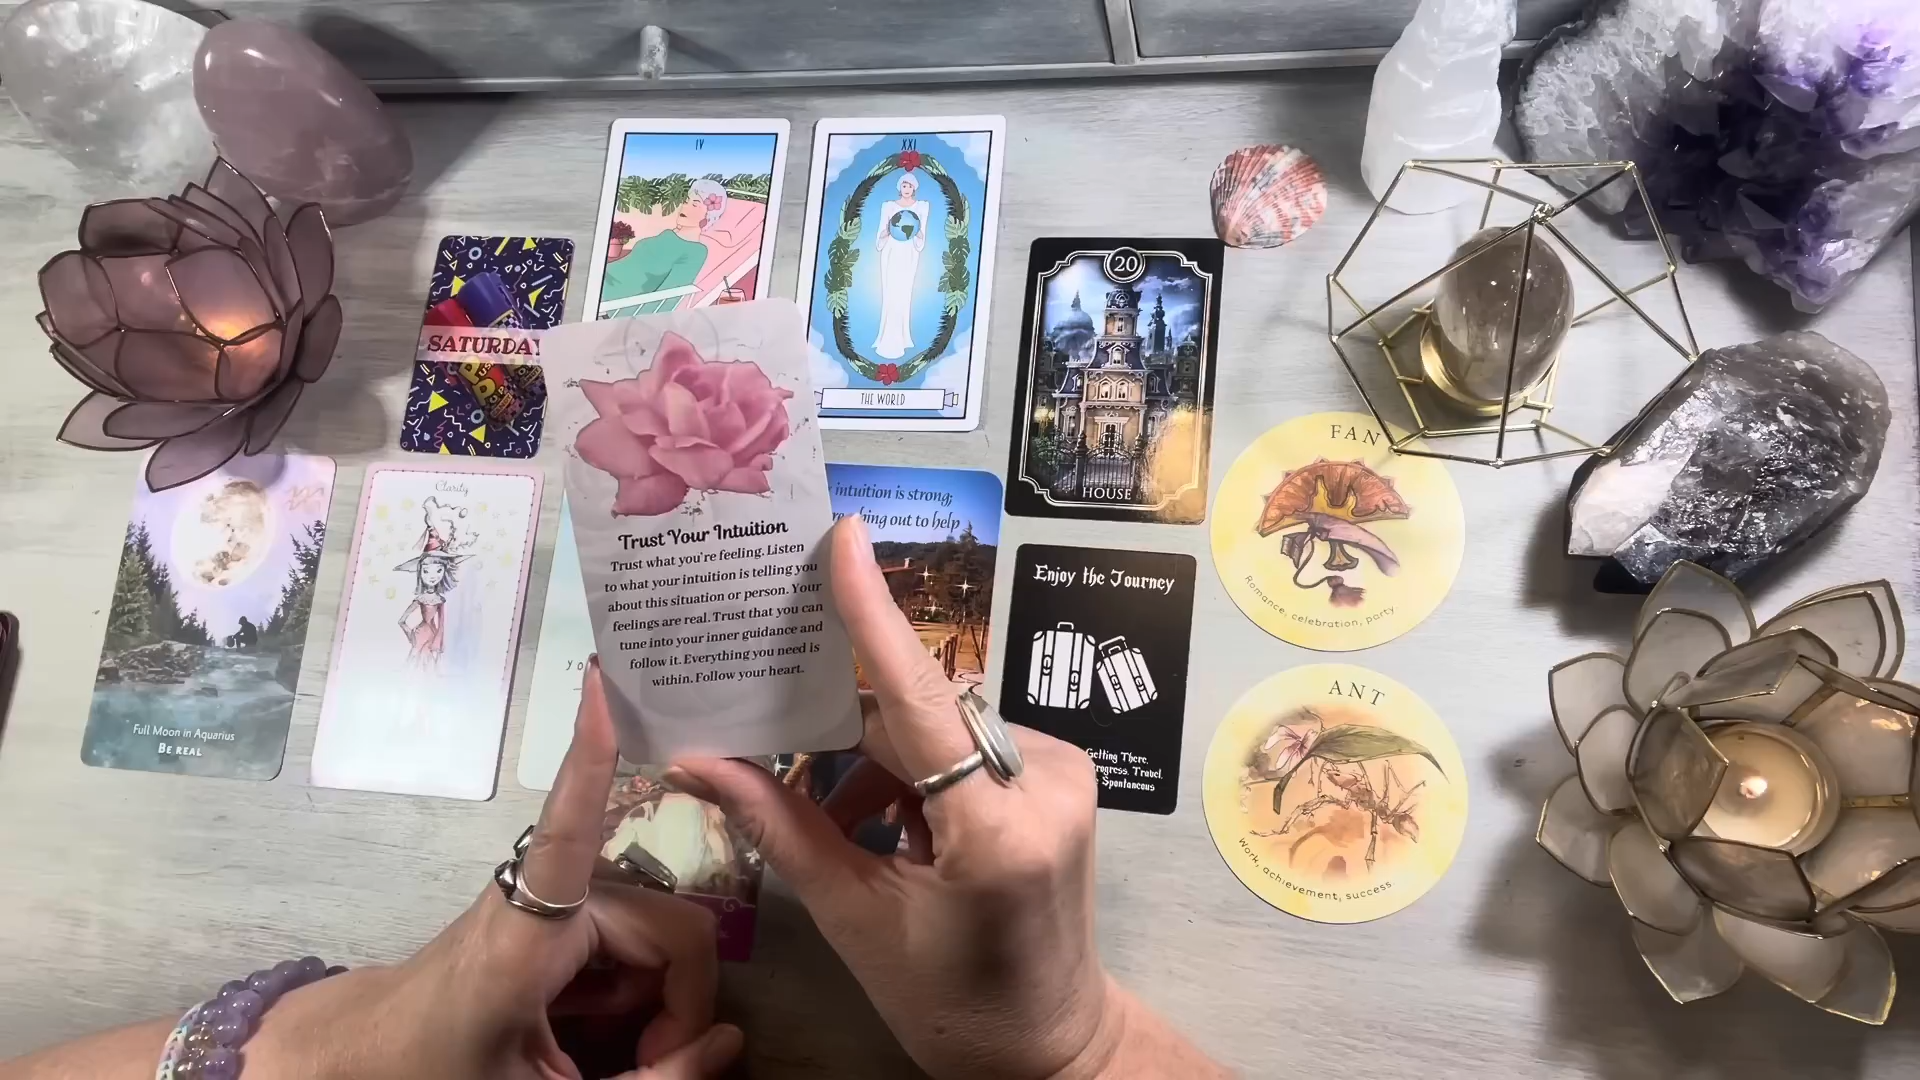 IV
XXI
THE WORLD
SATURDAY
20
HOUSE
FAN
Romance, celebration, party.
Clarity
intuition is strong;
out to help
Trust Your Intuition
Trust what you're feeling. Listen
to what your intuition is telling you
about this situation or person. Your
feelings are real. Trust that you can
tune into your inner guidance and
follow it. Everything you need is
within. Follow your heart.
Enjoy the Journey
Getting There.
Travel.
Spontaneous
Full Moon in Aquarius
BE REAL
ANT
Work, achievement, success.